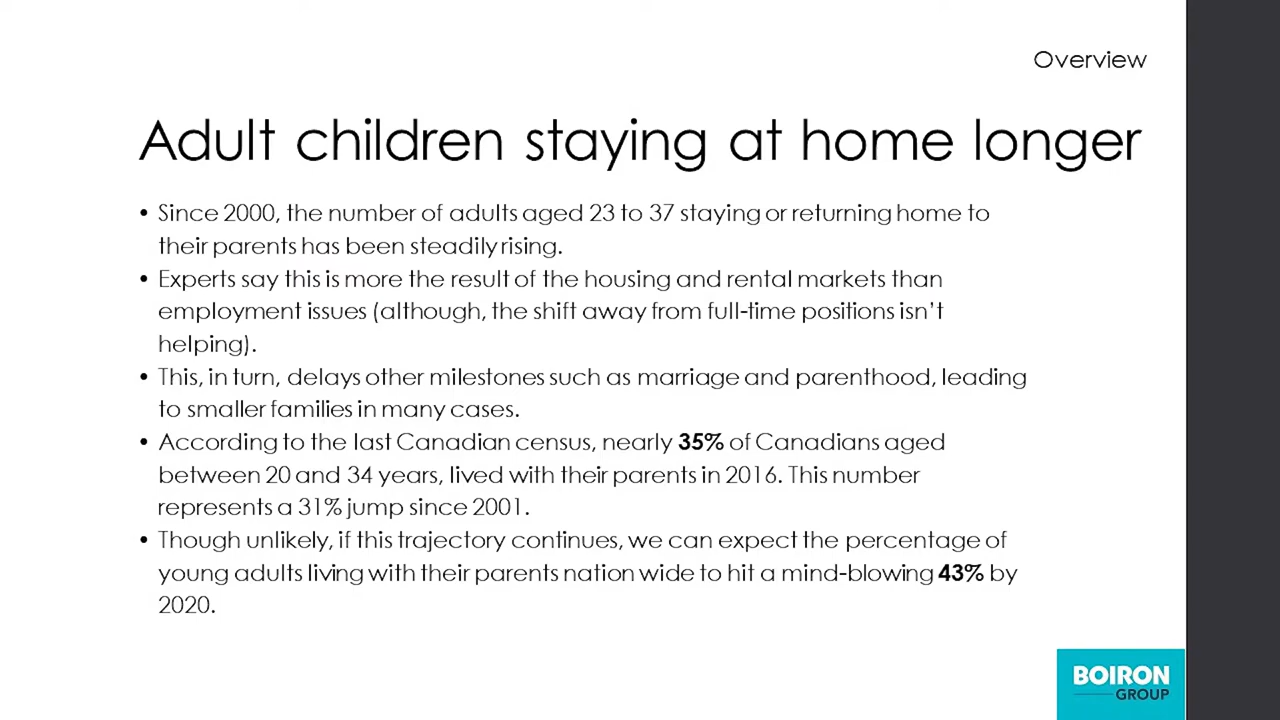 Overview
Adult children staying at home longer
• Since 2000, the number of adults aged 23 to 37 staying or returning home to
their parents has been steadily rising.
• Experts say this is more the result of the housing and rental markets than
employment issues (although, the shift away from full-time positions isn't
helping).
• This, in turn, delays other milestones such as marriage and parenthood, leading
to smaller families in many cases.
• According to the last Canadian census, nearly 35% of Canadians aged
between 20 and 34 years, lived with their parents in 2016. This number
represents a 31% jump since 2001.
• Though unlikely, if this trajectory continues, we can expect the percentage of
young adults living with their parents nation wide to hit a mind-blowing 43% by
2020.
BOIRON
GROUP